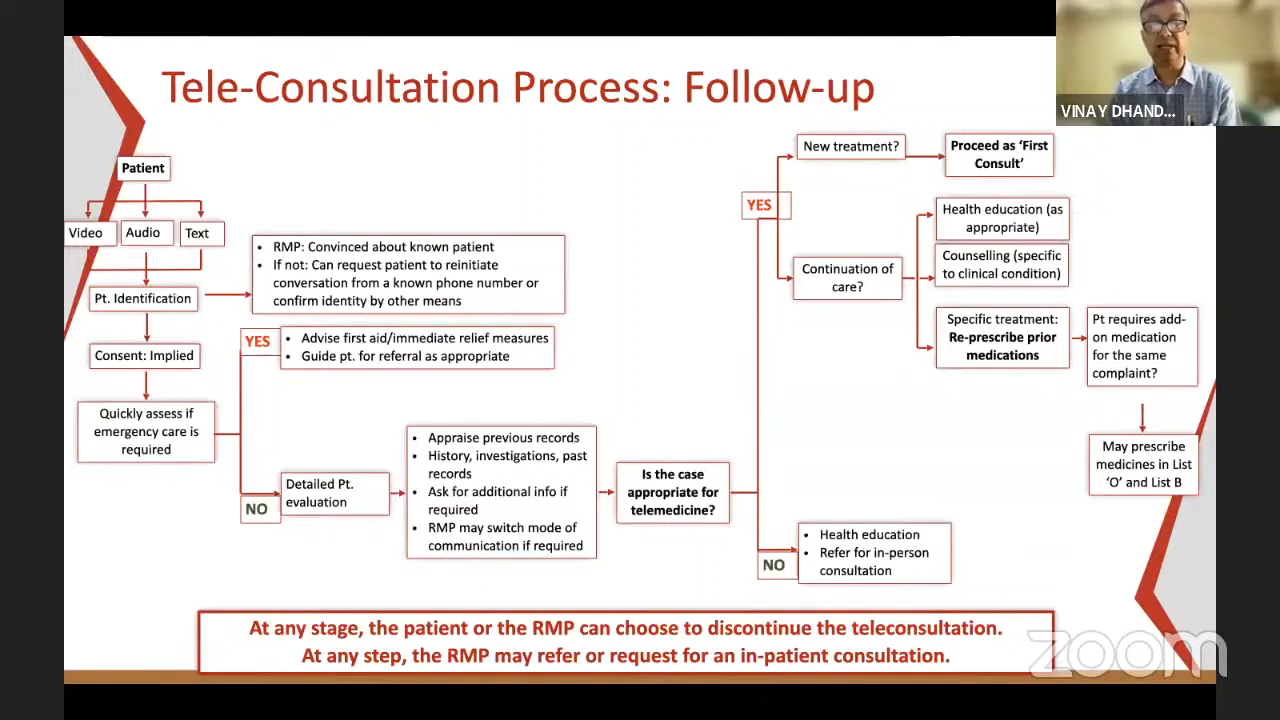 Tele-Consultation Process: Follow-up
VINAY DHAND...
Patient
Video
Audio
Text
Pt. Identification
• RMP: Convinced about known patient
• If not: Can request patient to reinitiate
conversation from a known phone number or
confirm identity by other means
Consent: Implied
Quickly assess if
emergency care is
required
YES
• Advise first aid/immediate relief measures
• Guide pt. for referral as appropriate
NO
Detailed Pt.
evaluation
• Appraise previous records
• History, investigations, past
records
• Ask for additional info if
required
• RMP may switch mode of
communication if required
Is the case
appropriate for
telemedicine?
YES
New treatment?
Proceed as ‘First
Consult’
Continuation of
care?
Health education (as
appropriate)
Counselling (specific
to clinical condition)
Specific treatment:
Re-prescribe prior
medications
Pt requires add-
on medication
for the same
complaint?
May prescribe
medicines in List
‘O’ and List B
NO
• Health education
• Refer for in-person
consultation
At any stage, the patient or the RMP can choose to discontinue the teleconsultation.
At any step, the RMP may refer or request for an in-patient consultation.
zoom